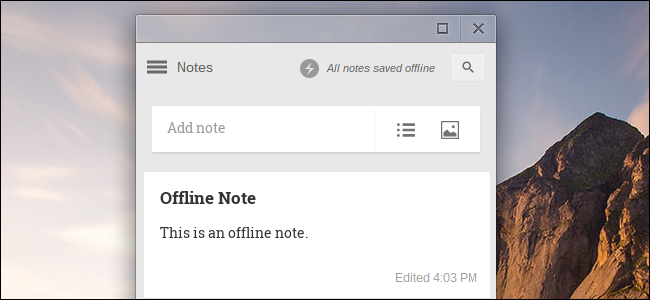 Notes
All notes saved offline
Add note
Offline Note
This is an offline note.
Edited 4:03 PM